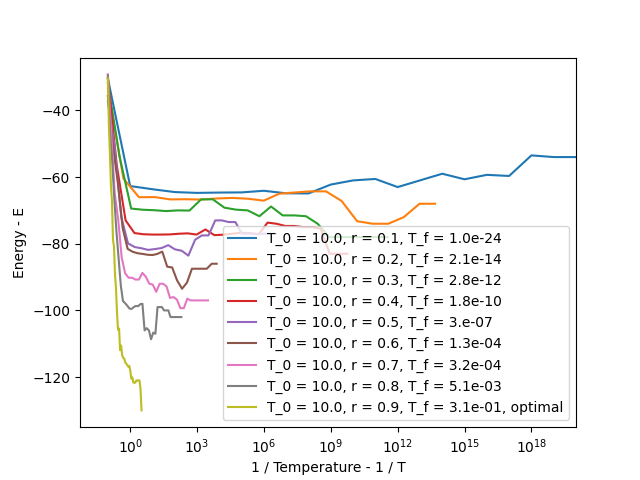 −40
−60
−80
−100
−120
Energy - E
T_0 = 10.0, r = 0.1, T_f = 1.0e-24
T_0 = 10.0, r = 0.2, T_f = 2.1e-14
T_0 = 10.0, r = 0.3, T_f = 2.8e-12
T_0 = 10.0, r = 0.4, T_f = 1.8e-10
T_0 = 10.0, r = 0.5, T_f = 3.e-07
T_0 = 10.0, r = 0.6, T_f = 1.3e-04
T_0 = 10.0, r = 0.7, T_f = 3.2e-04
T_0 = 10.0, r = 0.8, T_f = 5.1e-03
T_0 = 10.0, r = 0.9, T_f = 3.1e-01, optimal
10⁰ 10³ 10⁶ 10⁹ 10¹² 10¹⁵ 10¹⁸
1 / Temperature - 1 / T